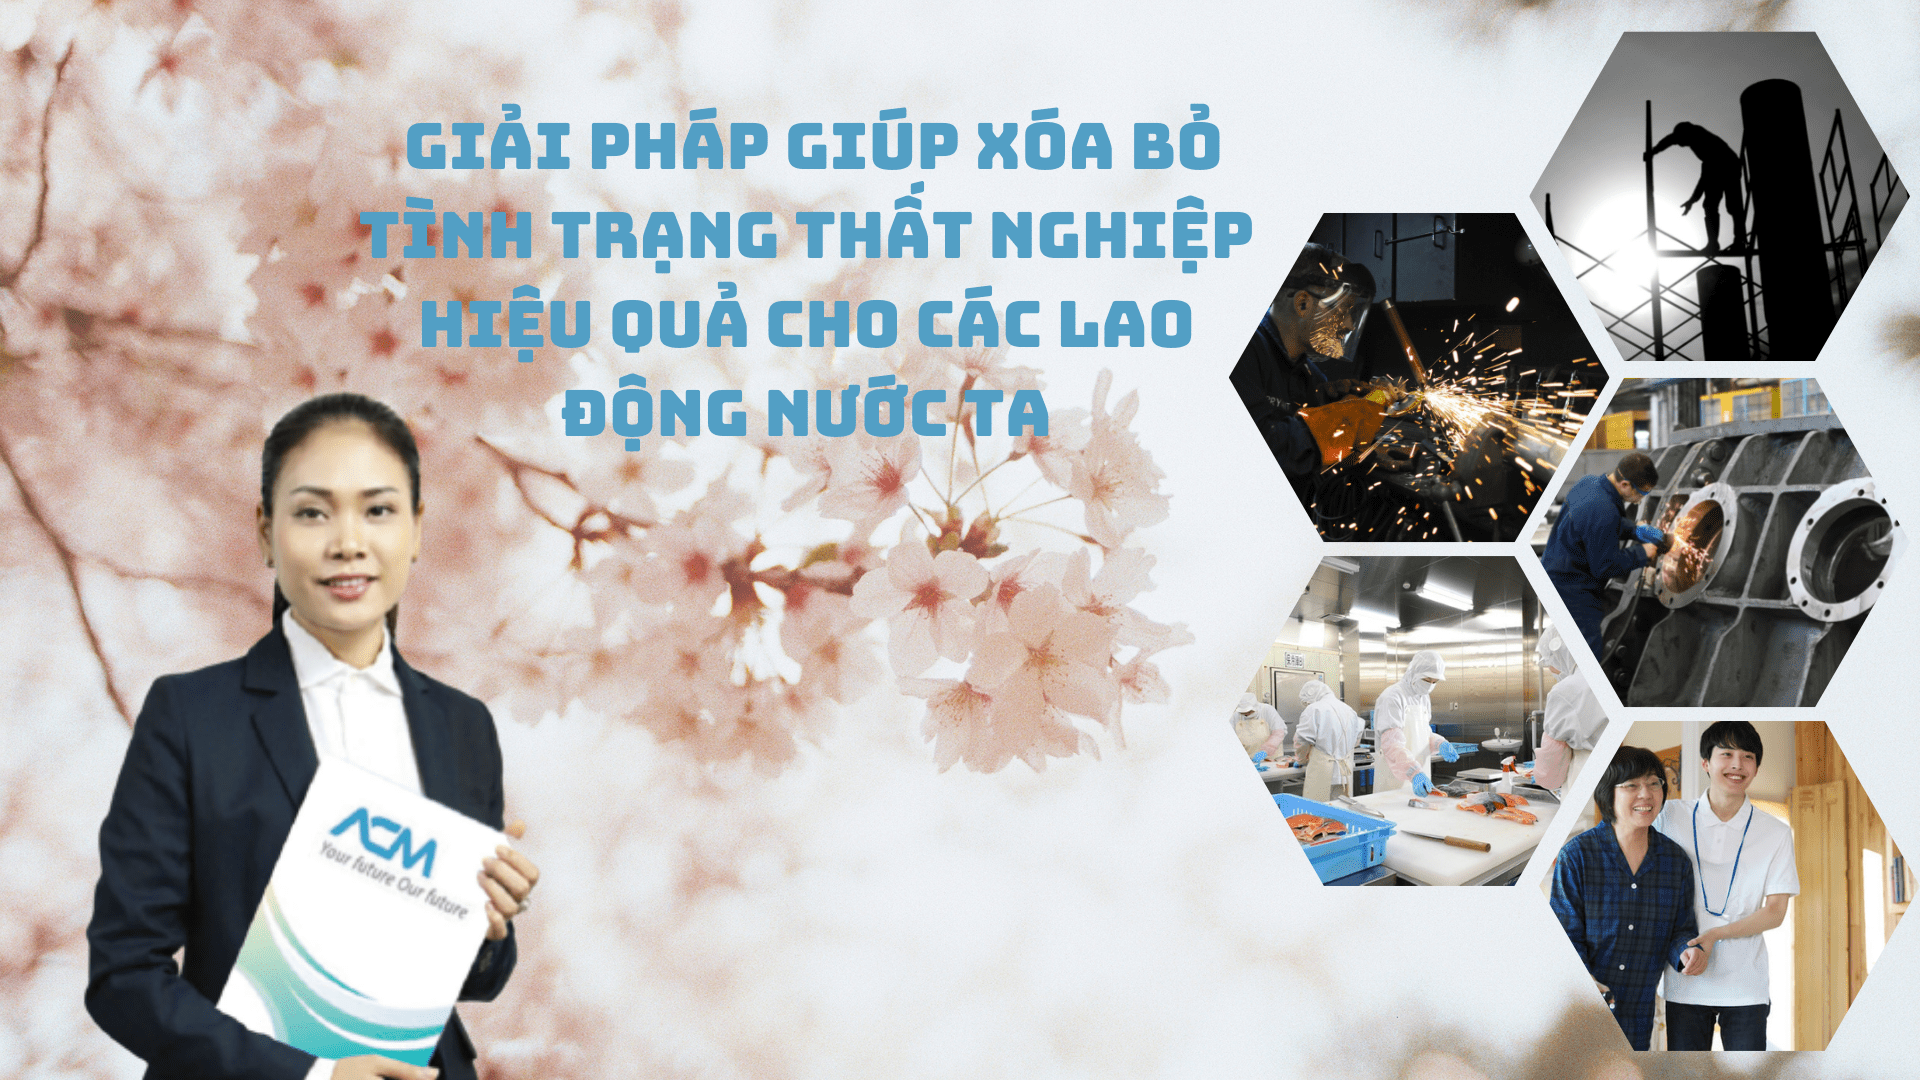 GIẢI PHÁP GIÚP XÓA BỎ
TÌNH TRẠNG THẤT NGHIỆP
HIỆU QUẢ CHO CÁC LAO
ĐỘNG NƯỚC TA
ACM
Your future Our future